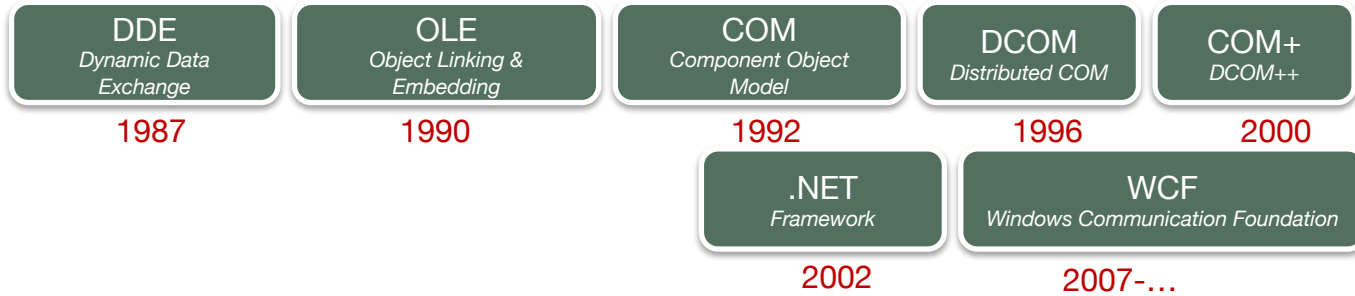 DDE
Dynamic Data
Exchange
OLE
Object Linking &
Embedding
COM
Component Object
Model
DCOM
Distributed COM
COM+
DCOM++
1987
1990
1992
1996
2000
.NET
Framework
WCF
Windows Communication Foundation
2002
2007-...